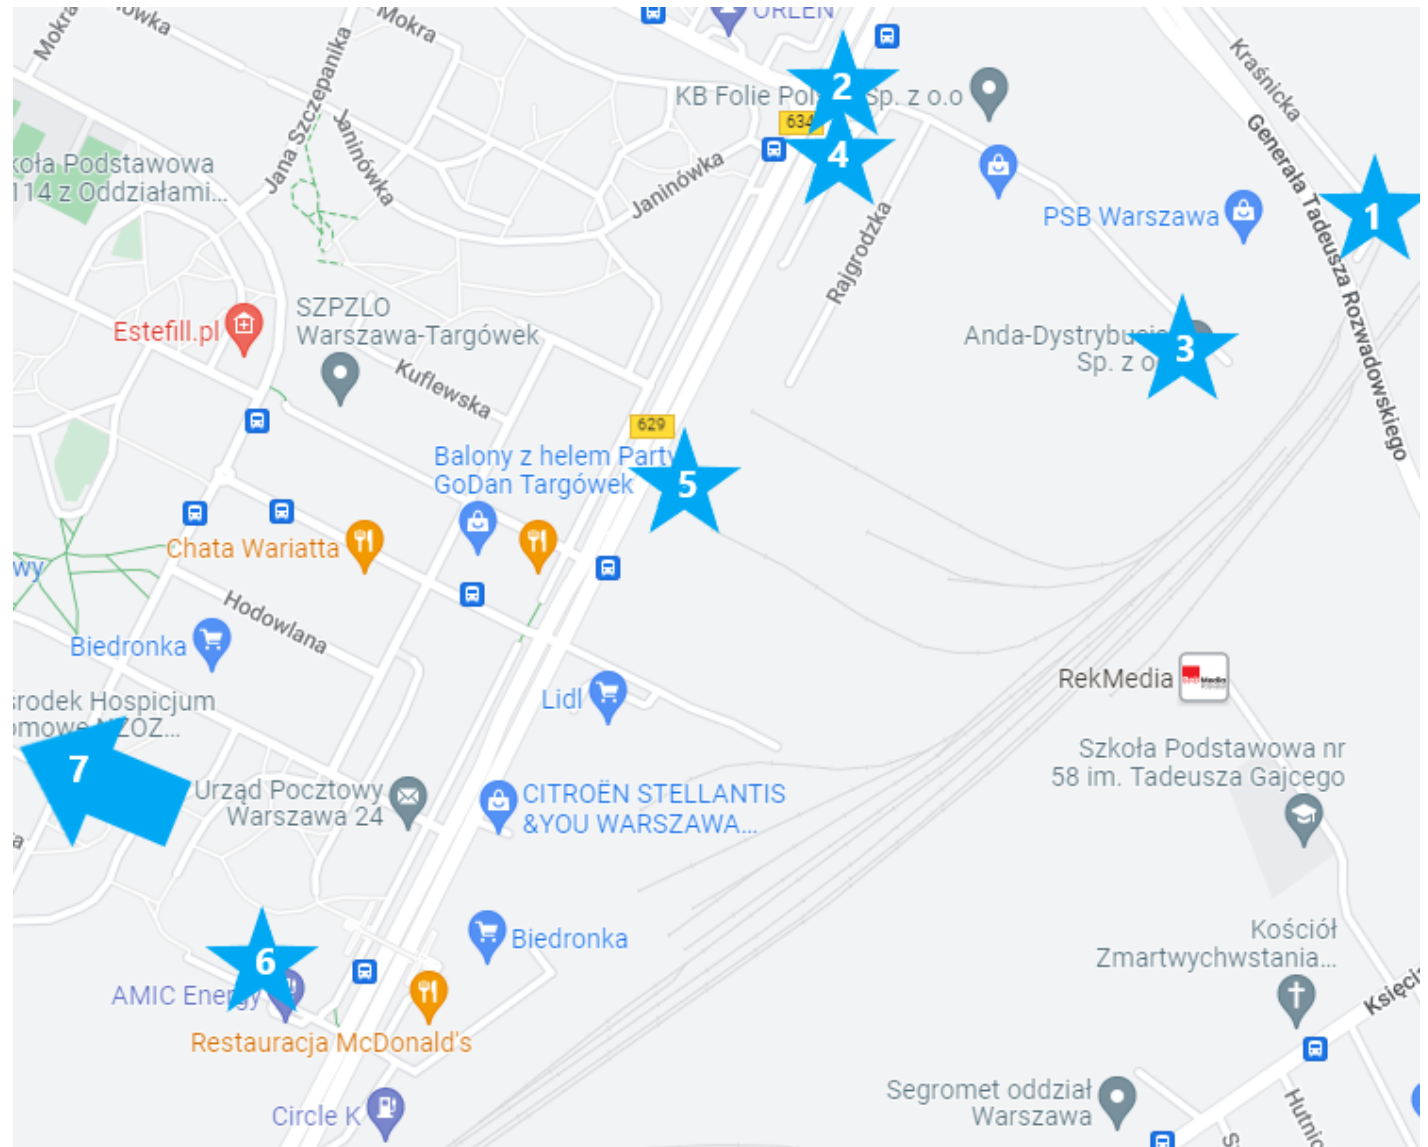 Mokra
Mokra
ORLEN
Jana Szczepanika
Janinówka
Janinówka
KB Folie Sp. z o.o
2
634
4
Kraśnicka
Generała Tadeusza Rozwadowskiego
1
Podstawowa
114 z Oddziałami...
PSB Warszawa
Rajgrodzka
SZPZLO
Warszawa-Targówek
Estefill.pl
Anda-Dystrybucja
Sp. z o
3
Kuflewska
629
Balony z helem Party
GoDan Targówek
5
Chata Wariatta
Hodowlana
Biedronka
Lidl
RekMedia
Hospicjum
7
Szkoła Podstawowa nr
58 im. Tadeusza Gajcego
Urząd Pocztowy
Warszawa 24
CITROËN STELLANTIS
&YOU WARSZAWA...
Biedronka
6
AMIC Energy
Restauracja McDonald's
Kościół
Zmartwychwstania...
Circle K
Segromet oddział
Warszawa